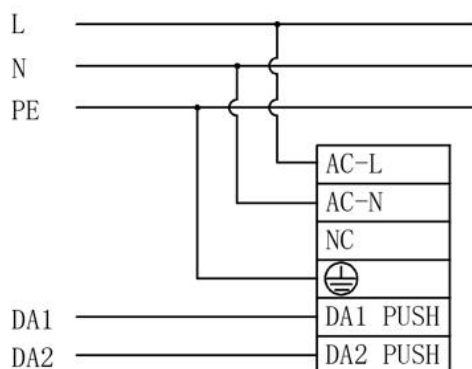 L
N
PE
AC-L
AC-N
NC
DA1 DA1 PUSH
DA2 DA2 PUSH